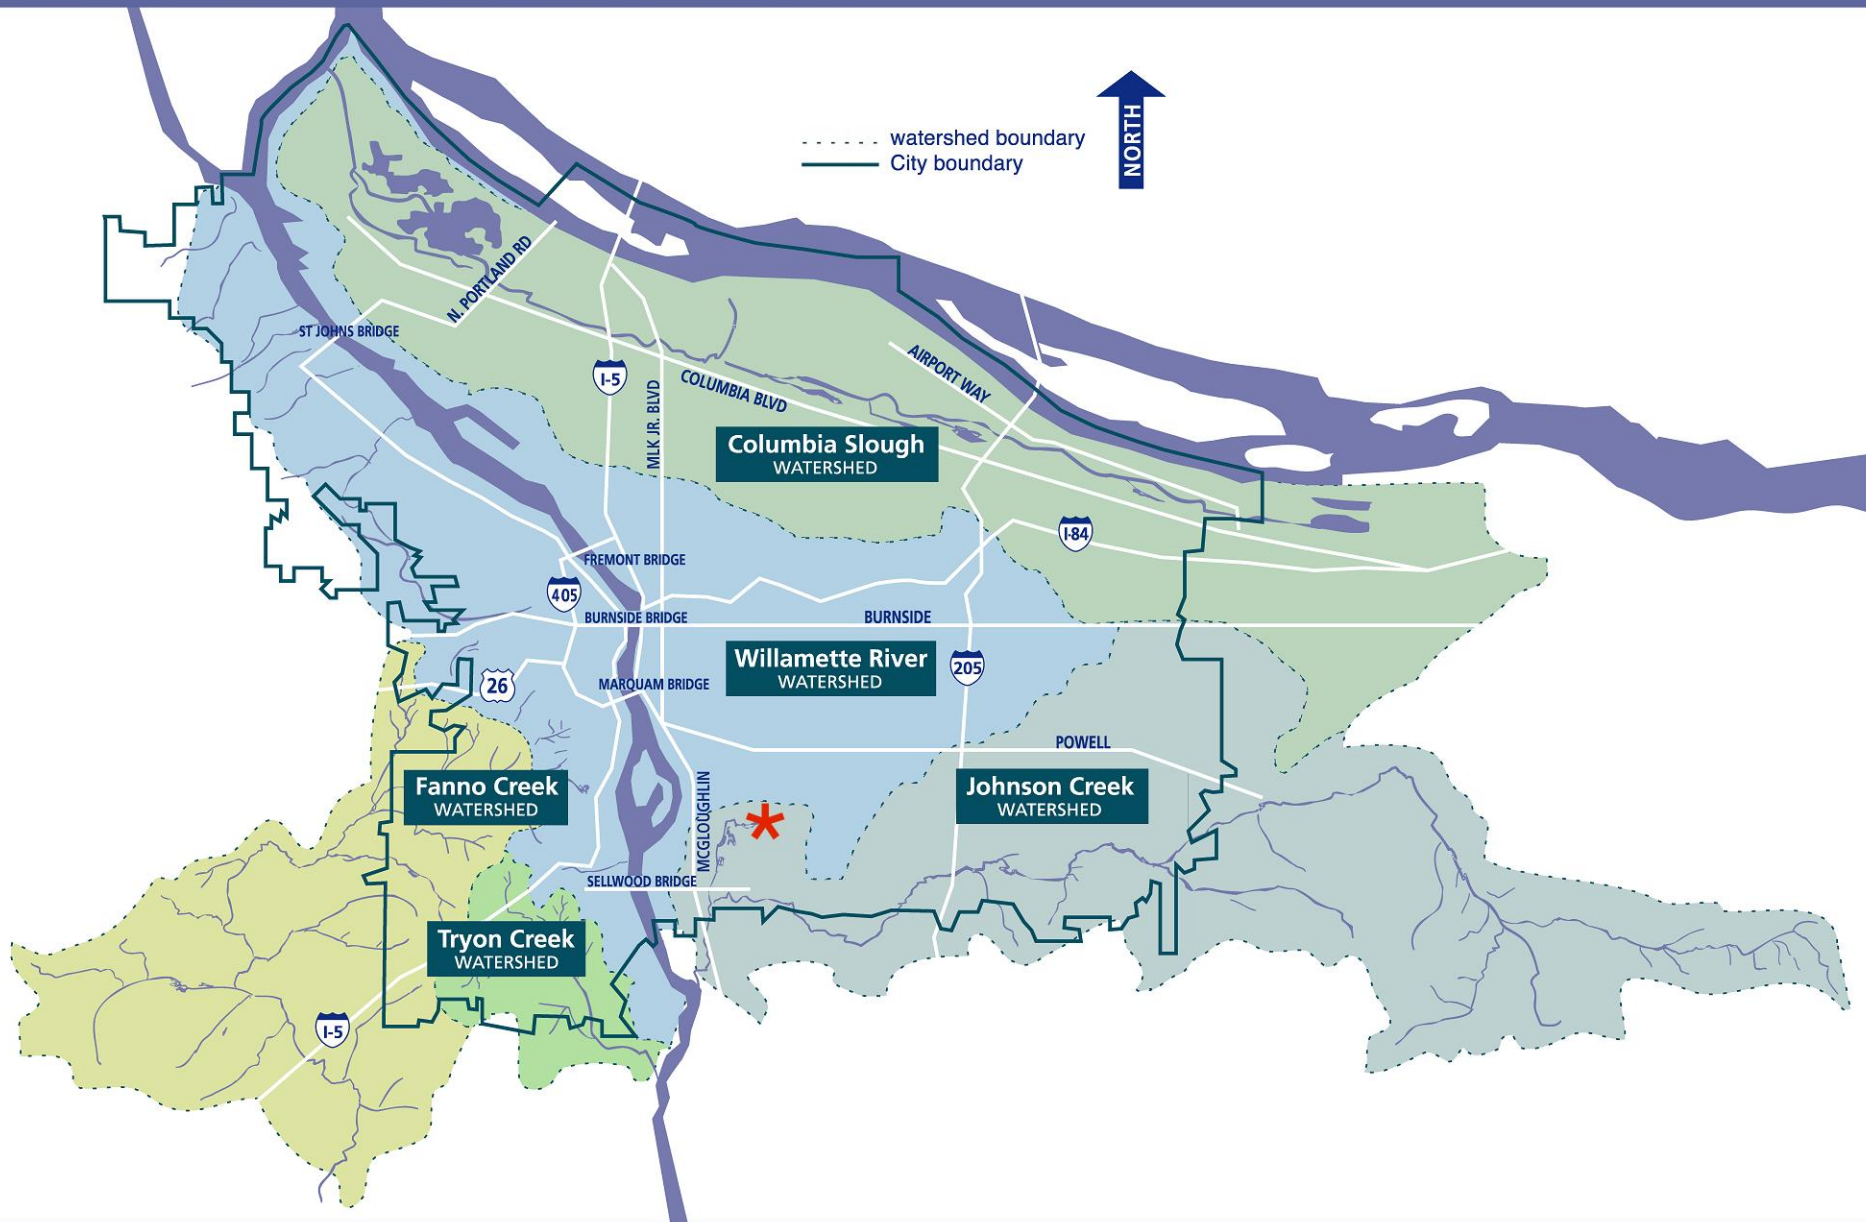 watershed boundary
City boundary
NORTH
N. PORTLAND RD
ST JOHNS BRIDGE
I-5
MLK JR. BLVD
COLUMBIA BLVD
AIRPORT WAY
Columbia Slough
WATERSHED
I-84
FREMONT BRIDGE
405
BURNSIDE BRIDGE
BURNSIDE
Willamette River
WATERSHED
205
26
MARQUAM BRIDGE
POWELL
Fanno Creek
WATERSHED
MCGLOUGHLIN
*
Johnson Creek
WATERSHED
SELLWOOD BRIDGE
Tryon Creek
WATERSHED
I-5